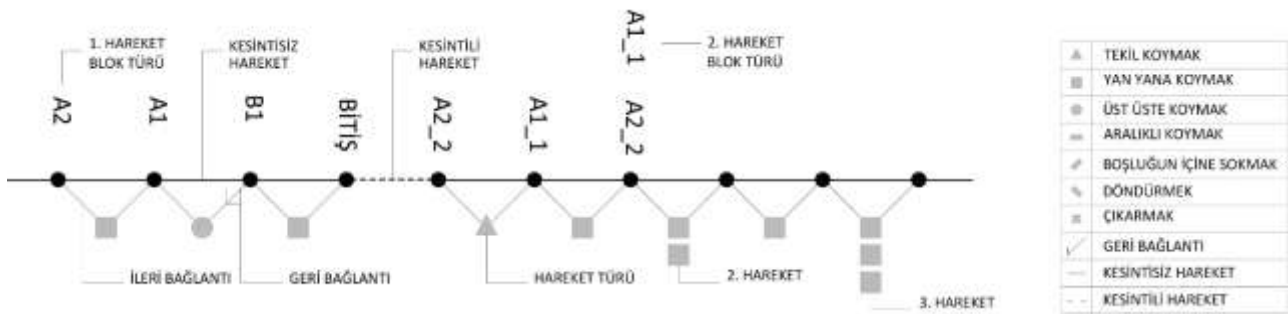 1. HAREKET
BLOK TÜRÜ
KESİNTİSİZ
HAREKET
KESİNTİLİ
HAREKET
2. HAREKET
BLOK TÜRÜ
A2
A1
B1
BİTİŞ
A2_2
A1_1
A1_1
A2_2
İLERİ BAĞLANTI
GERİ BAĞLANTI
HAREKET TÜRÜ
2. HAREKET
3. HAREKET
TEKİL KOYMAK
YAN YANA KOYMAK
ÜST ÜSTE KOYMAK
ARALIKLI KOYMAK
BOŞLUĞUN İÇİNE SOKMAK
DÖNDÜRMEK
ÇIKARMAK
GERİ BAĞLANTI
KESİNTİSİZ HAREKET
KESİNTİLİ HAREKET